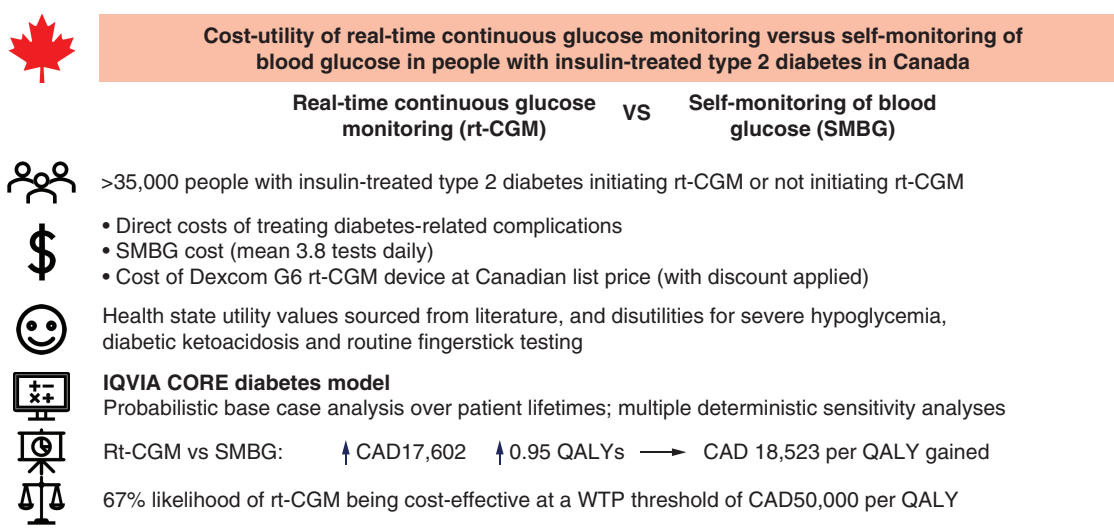 Cost-utility of real-time continuous glucose monitoring versus self-monitoring of
blood glucose in people with insulin-treated type 2 diabetes in Canada
Real-time continuous glucose
monitoring (rt-CGM)
VS
Self-monitoring of blood
glucose (SMBG)
>35,000 people with insulin-treated type 2 diabetes initiating rt-CGM or not initiating rt-CGM
$
• Direct costs of treating diabetes-related complications
• SMBG cost (mean 3.8 tests daily)
• Cost of Dexcom G6 rt-CGM device at Canadian list price (with discount applied)
Health state utility values sourced from literature, and disutilities for severe hypoglycemia,
diabetic ketoacidosis and routine fingerstick testing
IQVIA CORE diabetes model
Probabilistic base case analysis over patient lifetimes; multiple deterministic sensitivity analyses
Rt-CGM vs SMBG: CAD17,602 0.95 QALYs CAD 18,523 per QALY gained
67% likelihood of rt-CGM being cost-effective at a WTP threshold of CAD50,000 per QALY